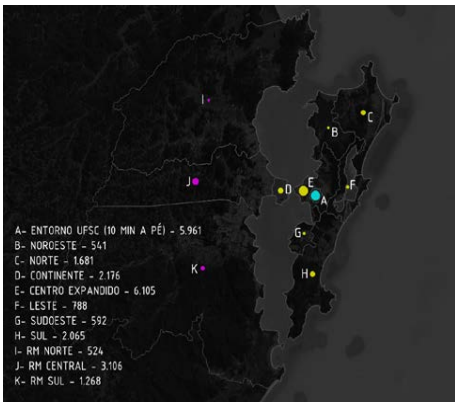 I
C
B
J
D
E
F
A
G
K
H
A- ENTORNO UFSC (10 MIN A PÉ) - 5.961
B- NOROESTE - 541
C- NORTE - 1.681
D- CONTINENTE - 2.176
E- CENTRO EXPANDIDO - 6.105
F- LESTE - 788
G- SUDOESTE - 592
H- SUL - 2.065
I- RM NORTE - 524
J- RM CENTRAL - 3.106
K- RM SUL - 1.268